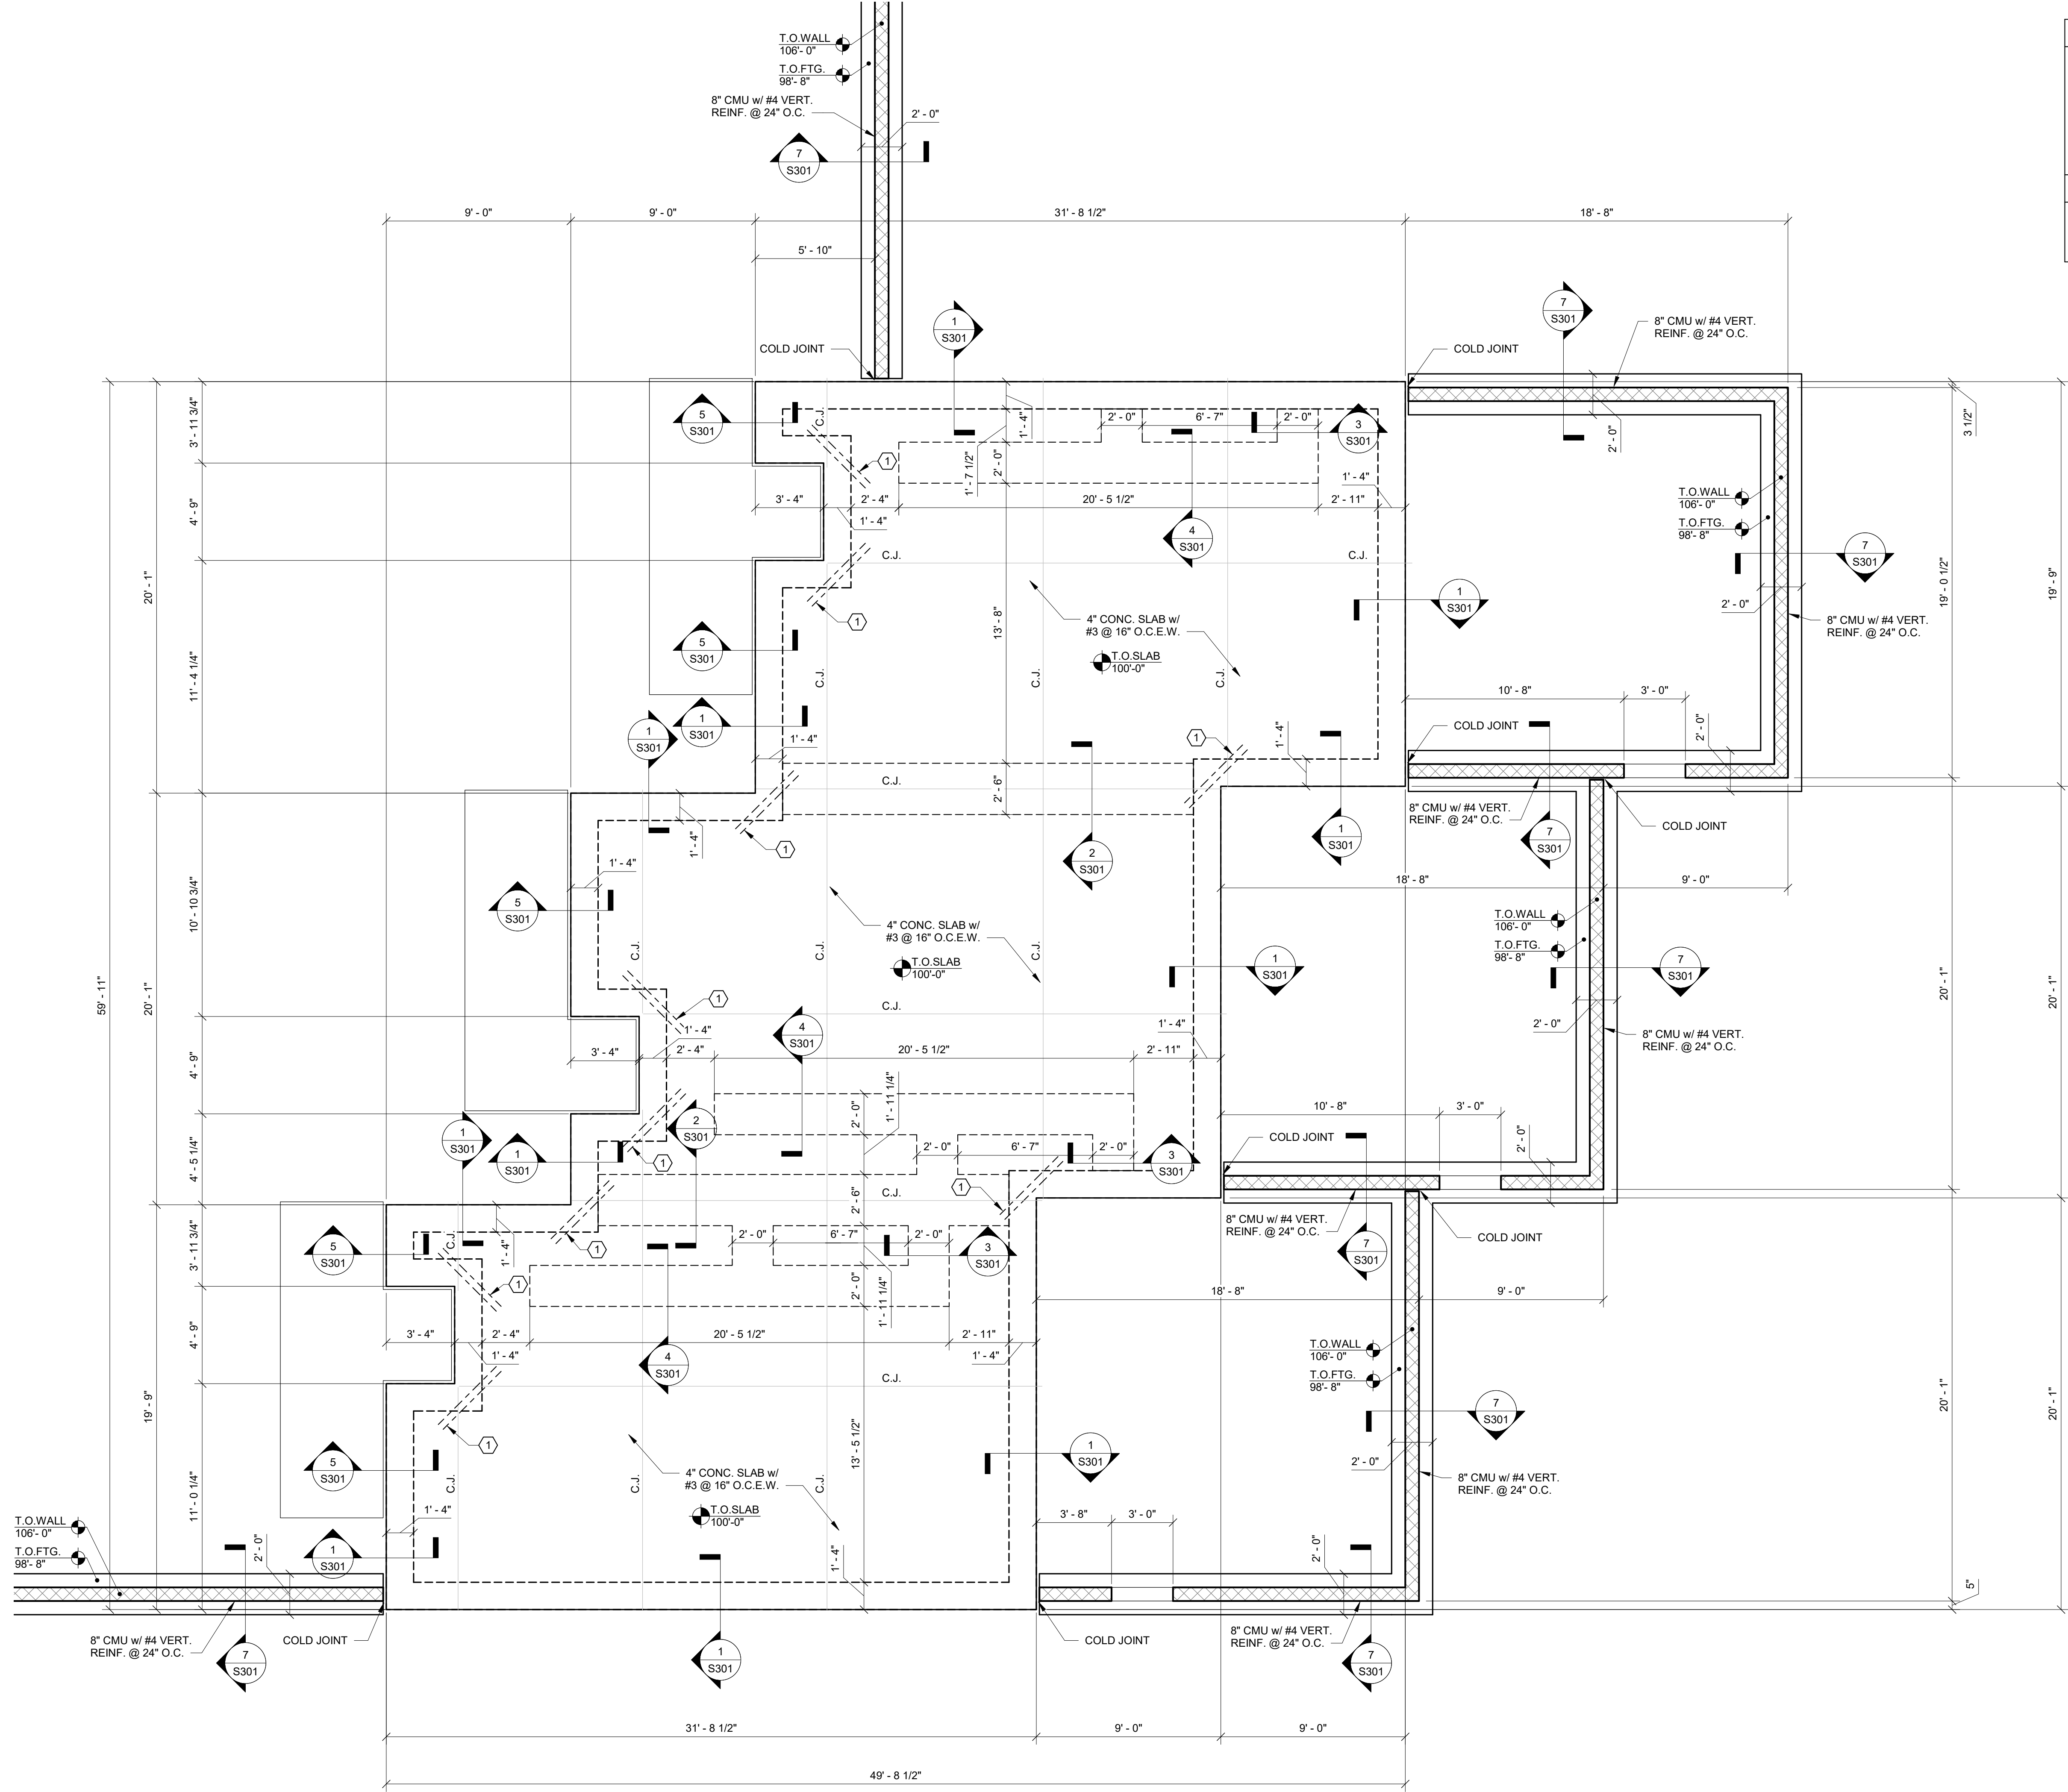 T.O.WALL
106'- 0"
T.O.FTG.
98'- 8"
8" CMU w/ #4 VERT.
REINF. @ 24" O.C.
2' - 0"
7
S301
9' - 0"
9' - 0"
31' - 8 1/2"
18' - 8"
5' - 10"
COLD JOINT
1
S301
7
S301
8" CMU w/ #4 VERT.
REINF. @ 24" O.C.
COLD JOINT
3' - 11 3/4"
5
S301
C.J.
1' - 4"
2' - 0"
6' - 7"
2' - 0"
3
S301
2' - 0"
3 1/2"
1
1' - 7 1/2"
2' - 0"
4' - 9"
3' - 4"
2' - 4"
1' - 4"
20' - 5 1/2"
2' - 11"
1' - 4"
T.O.WALL
106'- 0"
T.O.FTG.
98'- 8"
4
S301
C.J.
C.J.
7
S301
20' - 1"
19' - 0 1/2"
19' - 9"
2' - 0"
1
S301
1
13' - 8"
4" CONC. SLAB w/
#3 @ 16" O.C.E.W.
T.O.SLAB
100'-0"
8" CMU w/ #4 VERT.
REINF. @ 24" O.C.
5
S301
11' - 4 1/4"
C.J.
C.J.
C.J.
10' - 8"
3' - 0"
1
S301
1
S301
1' - 4"
1
1' - 4"
COLD JOINT
2' - 0"
C.J.
2' - 6"
8" CMU w/ #4 VERT.
REINF. @ 24" O.C.
COLD JOINT
1' - 4"
1
2
S301
1
S301
7
S301
1' - 4"
18' - 8"
9' - 0"
5
S301
10' - 10 3/4"
T.O.WALL
106'- 0"
T.O.FTG.
98'- 8"
4" CONC. SLAB w/
#3 @ 16" O.C.E.W.
T.O.SLAB
100'-0"
C.J.
C.J.
C.J.
1
S301
7
S301
59' - 11"
20' - 1"
20' - 1"
20' - 1"
1
C.J.
2' - 0"
8" CMU w/ #4 VERT.
REINF. @ 24" O.C.
4' - 9"
3' - 4"
1' - 4"
2' - 4"
4
S301
20' - 5 1/2"
2' - 11"
1' - 4"
1' - 11 1/4"
2' - 0"
10' - 8"
3' - 0"
2
S301
1
S301
1
S301
4' - 5 1/4"
1
2' - 0"
6' - 7"
2' - 0"
3
S301
COLD JOINT
2' - 0"
2' - 6"
C.J.
1
8" CMU w/ #4 VERT.
REINF. @ 24" O.C.
COLD JOINT
3' - 11 3/4"
5
S301
C.J.
1' - 4"
1
2' - 0"
6' - 7"
2' - 0"
3
S301
7
S301
1
2' - 0"
1' - 11 1/4"
18' - 8"
9' - 0"
4' - 9"
3' - 4"
1' - 4"
2' - 4"
20' - 5 1/2"
2' - 11"
1' - 4"
4
S301
C.J.
T.O.WALL
106'- 0"
T.O.FTG.
98'- 8"
19' - 9"
20' - 1"
20' - 1"
1
13' - 5 1/2"
1
S301
7
S301
2' - 0"
5
S301
11' - 0 1/4"
C.J.
C.J.
C.J.
4" CONC. SLAB w/
#3 @ 16" O.C.E.W.
T.O.SLAB
100'-0"
8" CMU w/ #4 VERT.
REINF. @ 24" O.C.
1' - 4"
3' - 8"
3' - 0"
T.O.WALL
106'- 0"
T.O.FTG.
98'- 8"
2' - 0"
1
S301
1' - 4"
2' - 0"
5"
8" CMU w/ #4 VERT.
REINF. @ 24" O.C.
7
S301
COLD JOINT
1
S301
COLD JOINT
8" CMU w/ #4 VERT.
REINF. @ 24" O.C.
7
S301
31' - 8 1/2"
9' - 0"
9' - 0"
49' - 8 1/2"